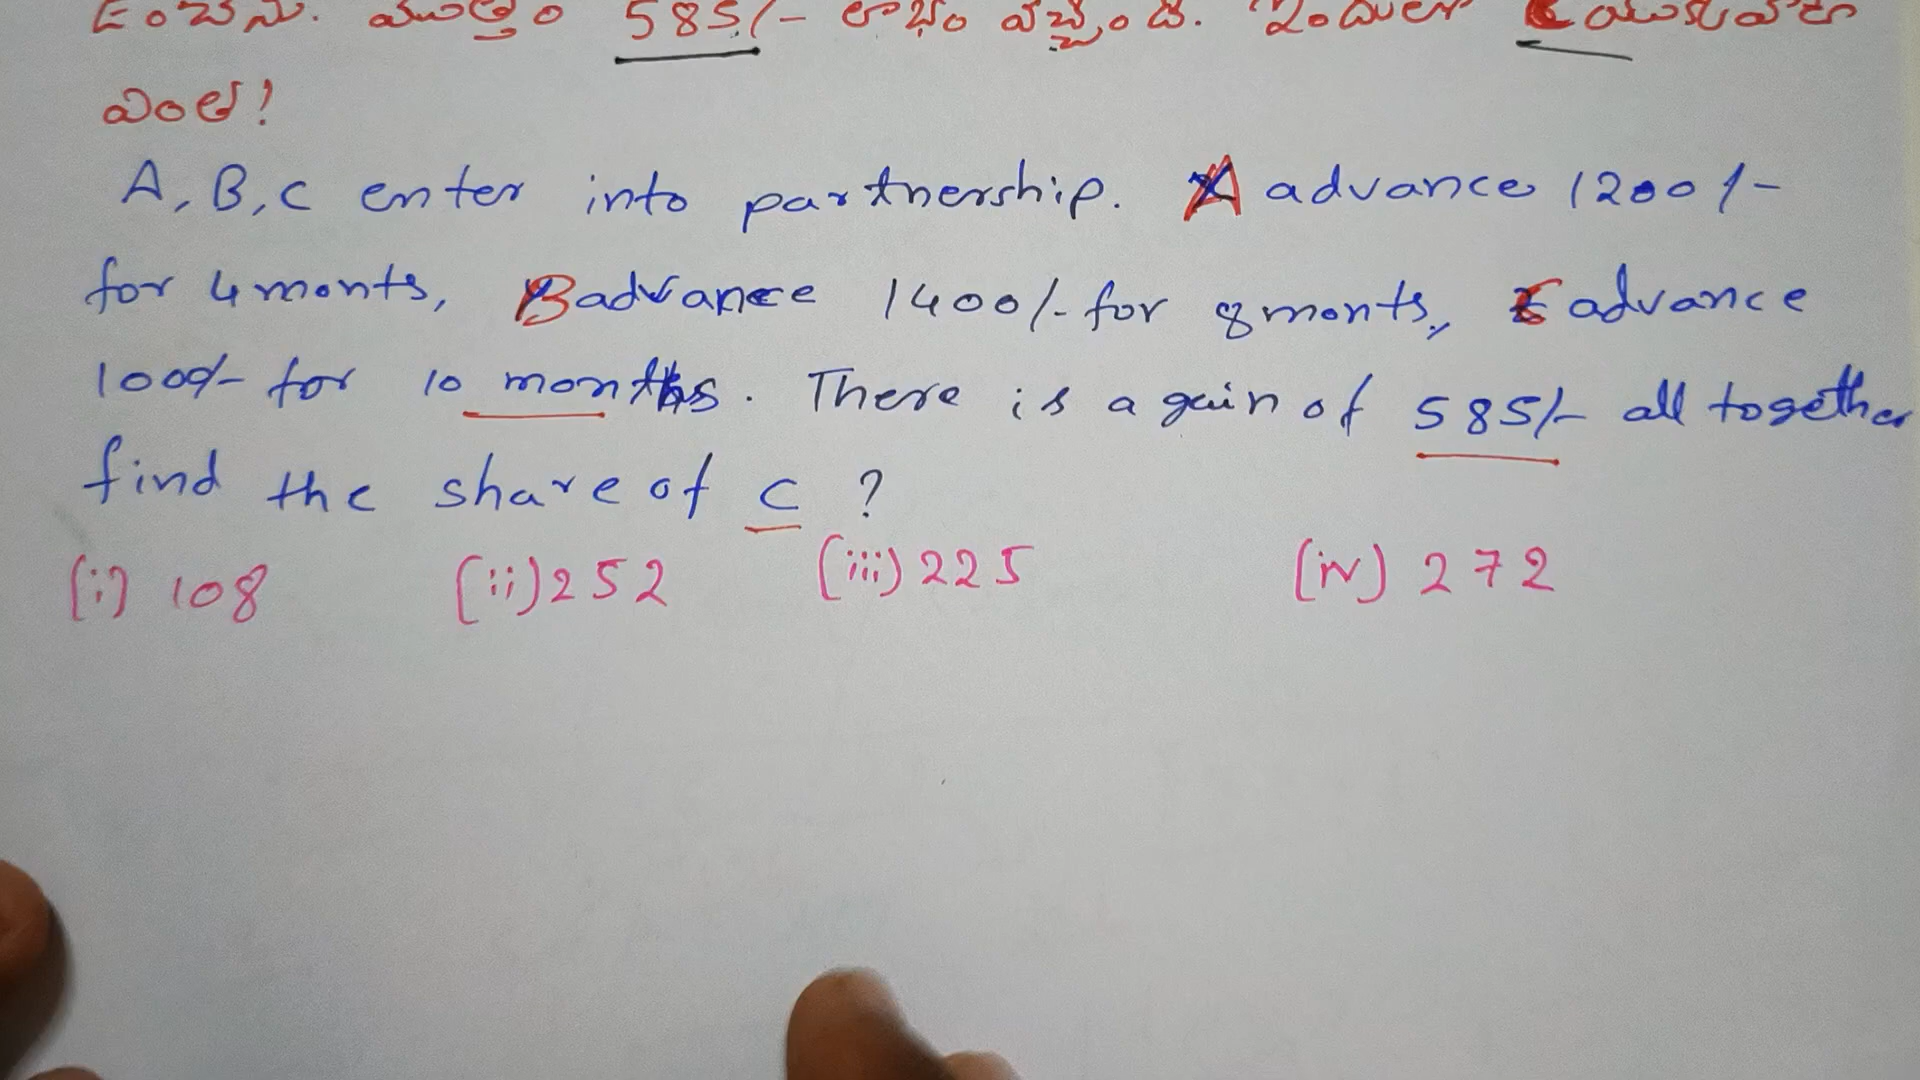 ఉంచెను. మొత్తం 585/- లాభం వచ్చింది. ఇందులో C యొక్క వాటా
ఎంత?
A, B, C enter into partnership. A advance 1200/-
for 4 monts, B advance 1400/- for 8 monts, C advance
1000/- for 10 months. There is a gain of 585/- all together
find the share of C ?
(i) 108 (ii) 252 (iii) 225 (iv) 272